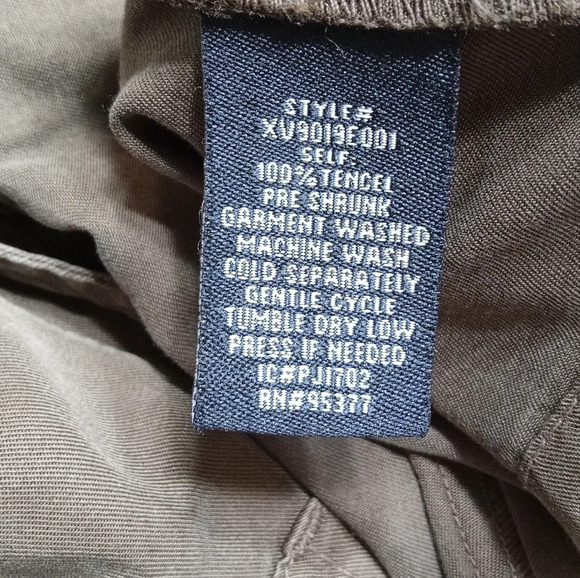 STYLE#
XV9019E001
SELF:
100%TENCEL
PRE SHRUNK
GARMENT WASHED
MACHINE WASH
COLD SEPARATELY
GENTLE CYCLE
TUMBLE DRY LOW
PRESS IF NEEDED
IC#PJ1702
RN#95377